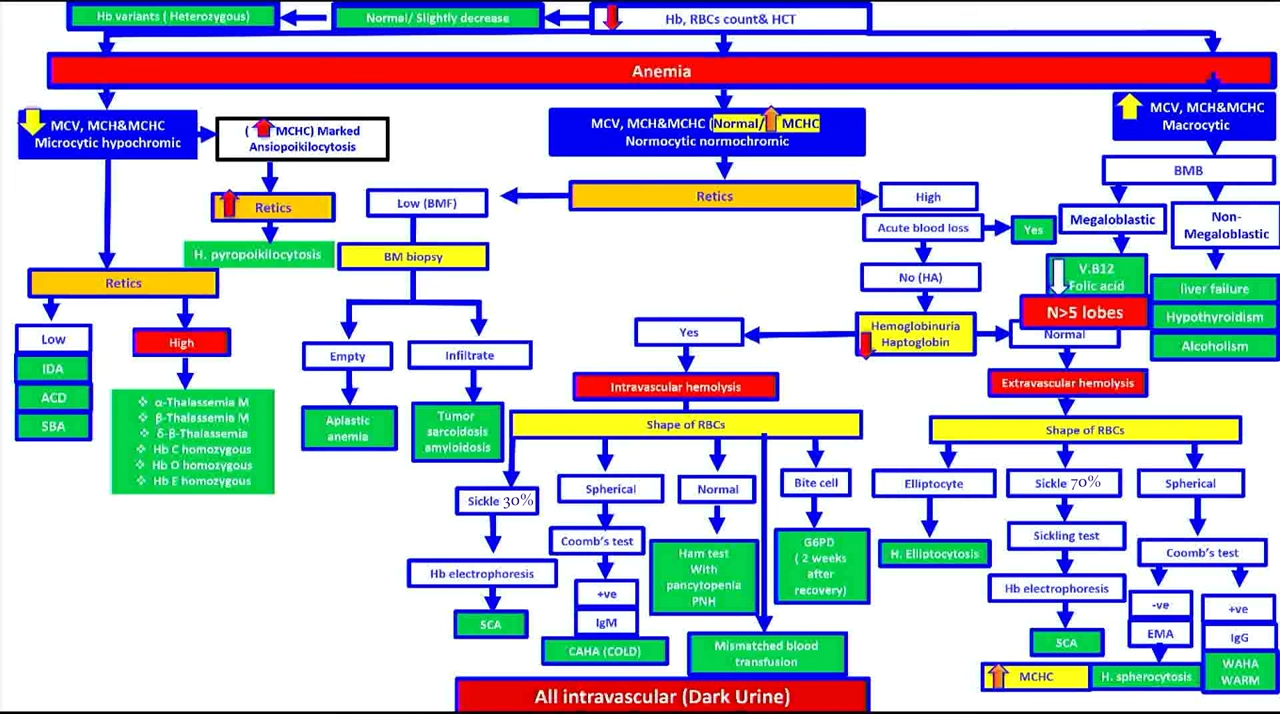 Hb variants ( Heterozygous)
Normal/ Slightly decrease
Hb, RBCs count& HCT
Anemia
MCV, MCH&MCHC
Microytic hypochromic
( MCHC) Marked
Ansiopoikilocytosis
Retics
H. pyropoikilocytosis
Retics
Low
IDA
ACD
SBA
High
α-Thalassemia M
β-Thalassemia M
δ-β-Thalassemia
Hb C homozygous
Hb O homozygous
Hb E homozygous
MCV, MCH&MCHC (Normal/ MCHC
Normocytic normochromic
Retics
Low (BMF)
BM biopsy
Empty
Aplastic
anemia
Infiltrate
Tumor
sarcoidosis
amyloidosis
High
Acute blood loss
Yes
No (HA)
Hemoglobinuria
Haptoglobin
Yes
Intravascular hemolysis
Shape of RBCs
Sickle 30%
Hb electrophoresis
SCA
Spherical
Coomb's test
+ve
IgM
CAHA (COLD)
Normal
Ham test
With
pancytopenia
PNH
Mismatched blood
transfusion
Bite cell
G6PD
( 2 weeks
after
recovery)
All intravascular (Dark Urine)
Normal
Extravascular hemolysis
Shape of RBCs
Elliptocyte
H. Elliptocytosis
Sickle 70%
Sickling test
Hb electrophoresis
SCA
Spherical
Coomb's test
-ve
EMA
H. spherocytosis
MCHC
+ve
IgG
WAHA
WARM
MCV, MCH&MCHC
Macrocytic
BMB
Megaloblastic
V.B12
Folic acid
N>5 lobes
Non-
Megaloblastic
liver failure
Hypothyroidism
Alcoholism